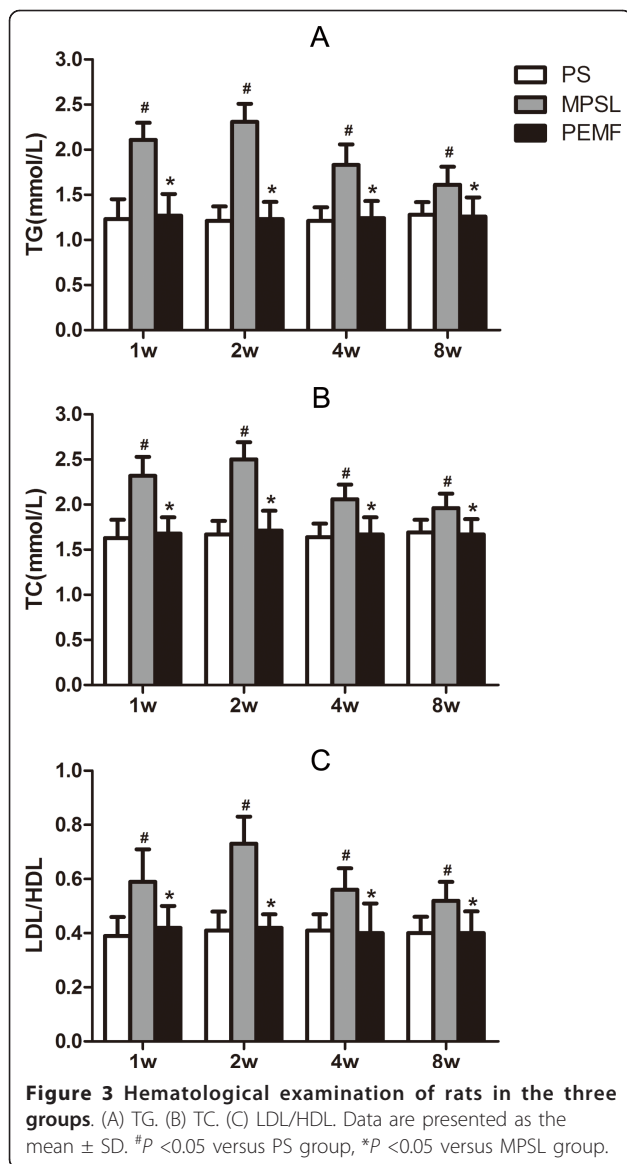 A
PS
MPSL
PEMF
TG(mmol/L)
3.0
2.5
2.0
1.5
1.0
0.5
0.0
#
*
#
*
#
*
#
*
1w 2w 4w 8w
B
TC(mmol/L)
3.0
2.5
2.0
1.5
1.0
0.5
0.0
#
*
#
*
#
*
#
*
1w 2w 4w 8w
C
LDL/HDL
1.0
0.8
0.6
0.4
0.2
0.0
#
*
#
*
#
*
#
*
1w 2w 4w 8w
Figure 3 Hematological examination of rats in the three
groups. (A) TG. (B) TC. (C) LDL/HDL. Data are presented as the
mean ± SD. #P <0.05 versus PS group, *P <0.05 versus MPSL group.